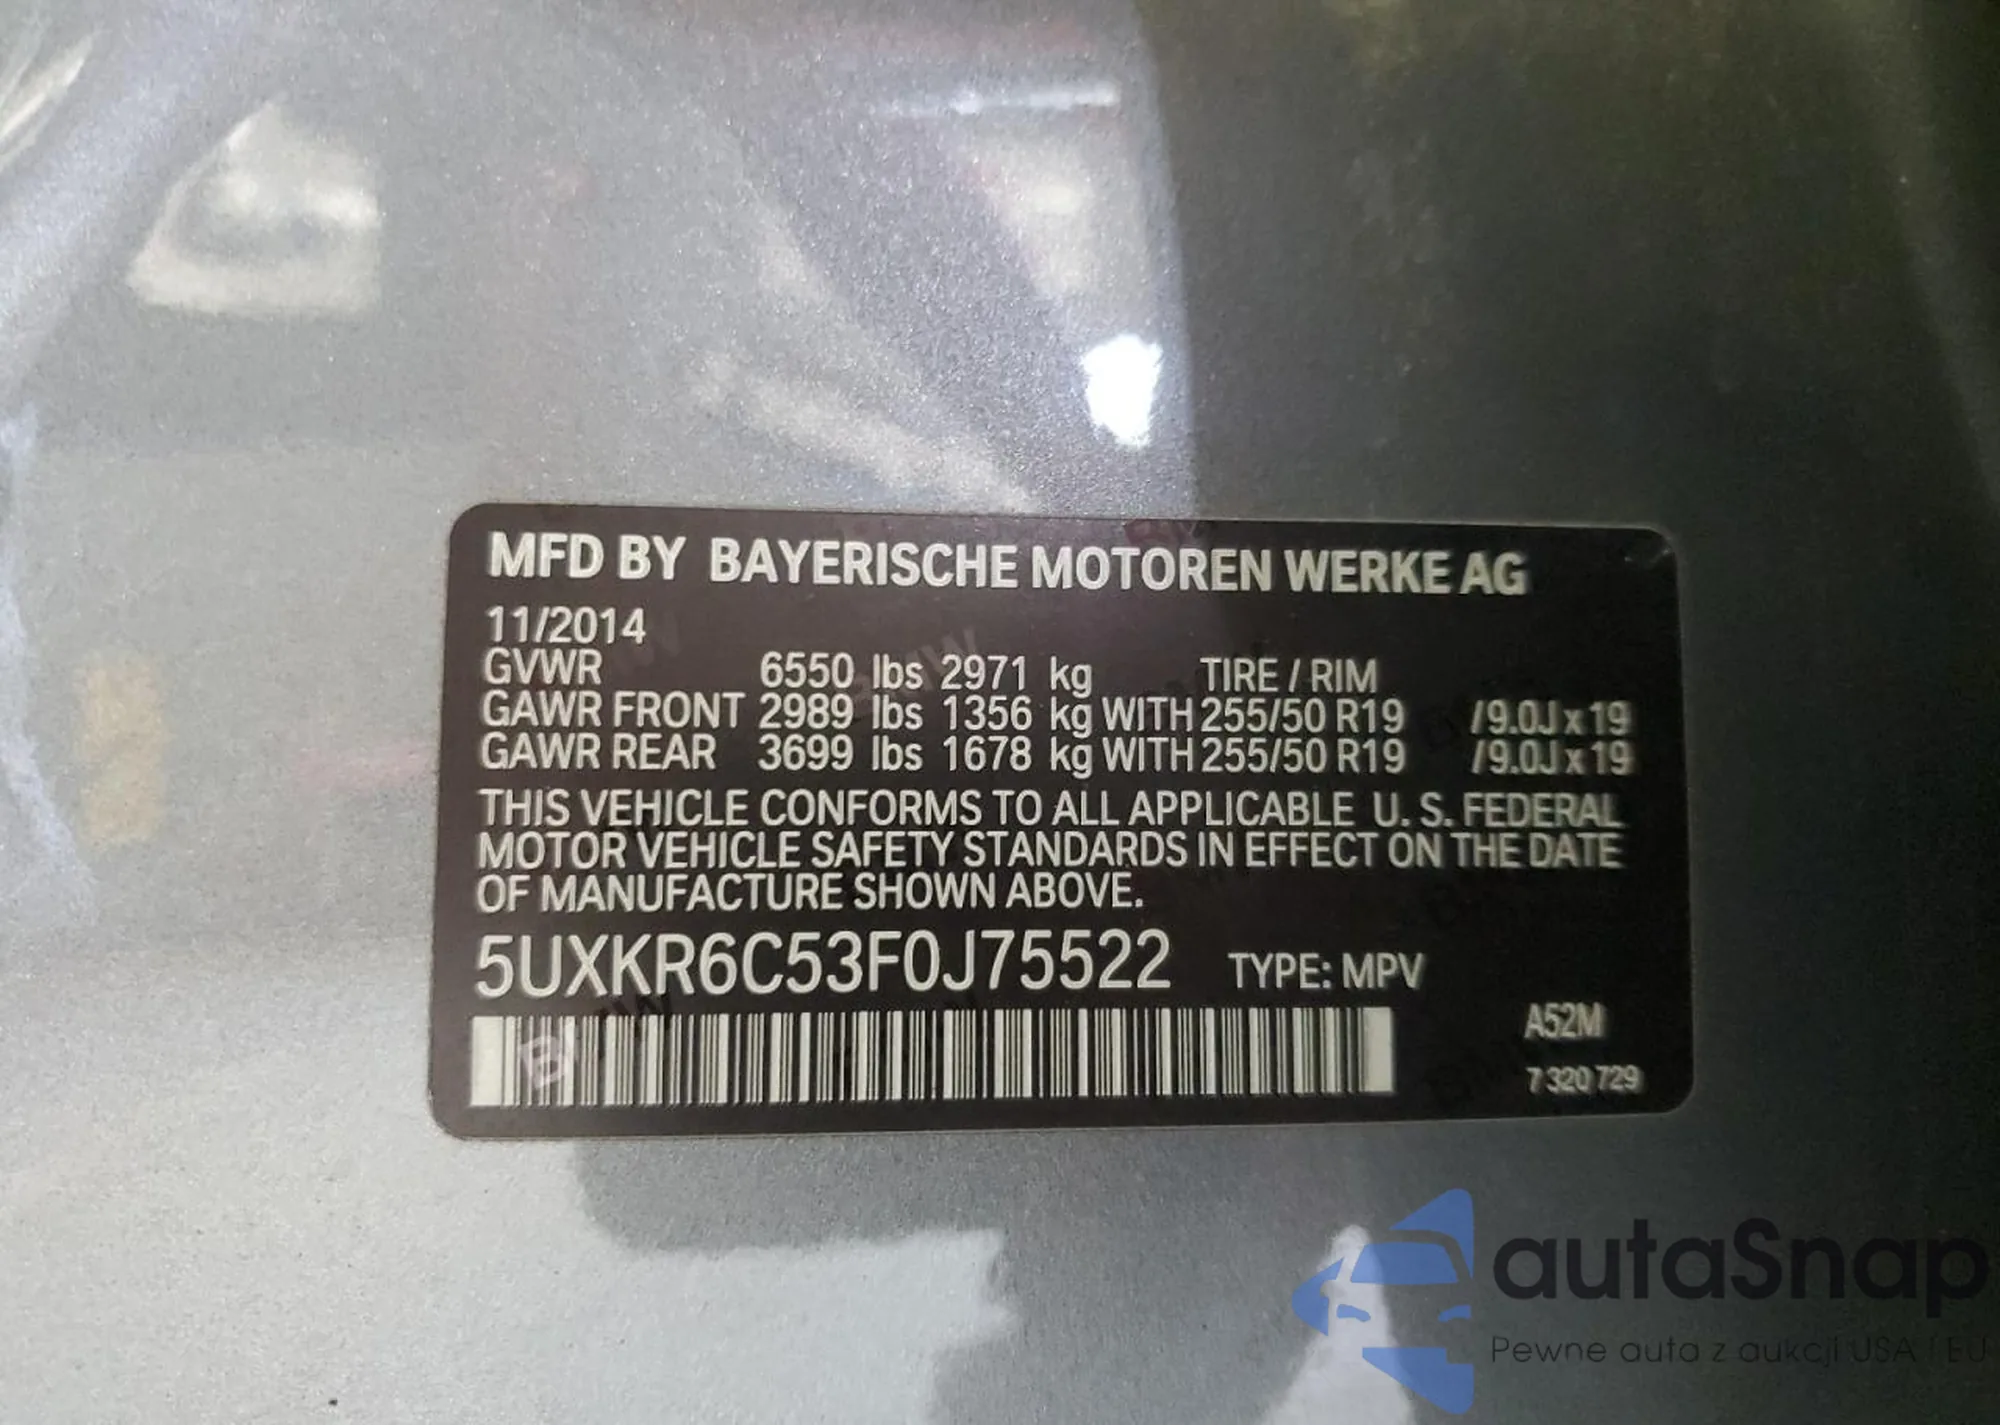 MFD BY BAYERISCHE MOTOREN WERKE AG
11/2014
GVWR 6550 lbs 2971 kg TIRE / RIM
GAWR FRONT 2989 lbs 1356 kg WITH 255/50 R19 /9.0J x 19
GAWR REAR 3699 lbs 1678 kg WITH 255/50 R19 /9.0J x 19
THIS VEHICLE CONFORMS TO ALL APPLICABLE U. S. FEDERAL
MOTOR VEHICLE SAFETY STANDARDS IN EFFECT ON THE DATE
OF MANUFACTURE SHOWN ABOVE.
5UXKR6C53F0J75522 TYPE: MPV
A52M
7 320 729
autaSnap
Pewne auta z aukcji USA i EU